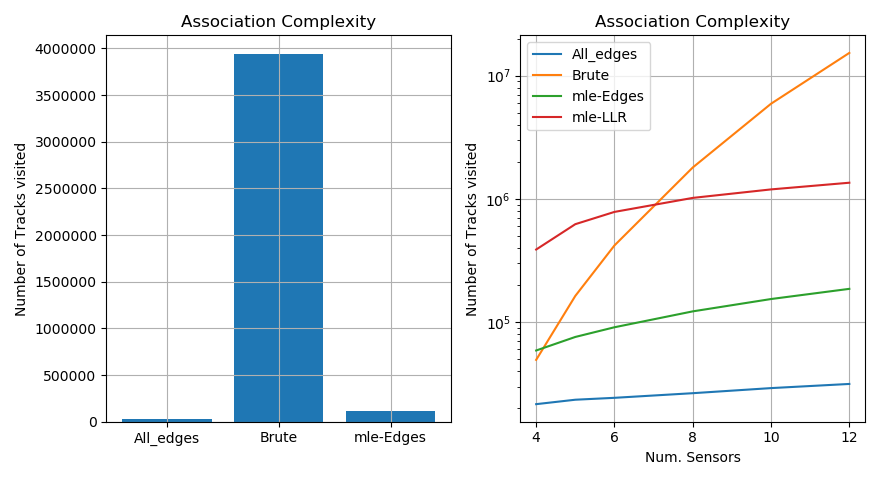 Association Complexity
Number of Tracks visited
4000000
3500000
3000000
2500000
2000000
1500000
1000000
500000
0
All_edges
Brute
mle-Edges
Association Complexity
Number of Tracks visited
10^7
10^6
10^5
All_edges
Brute
mle-Edges
mle-LLR
4
6
8
10
12
Num. Sensors